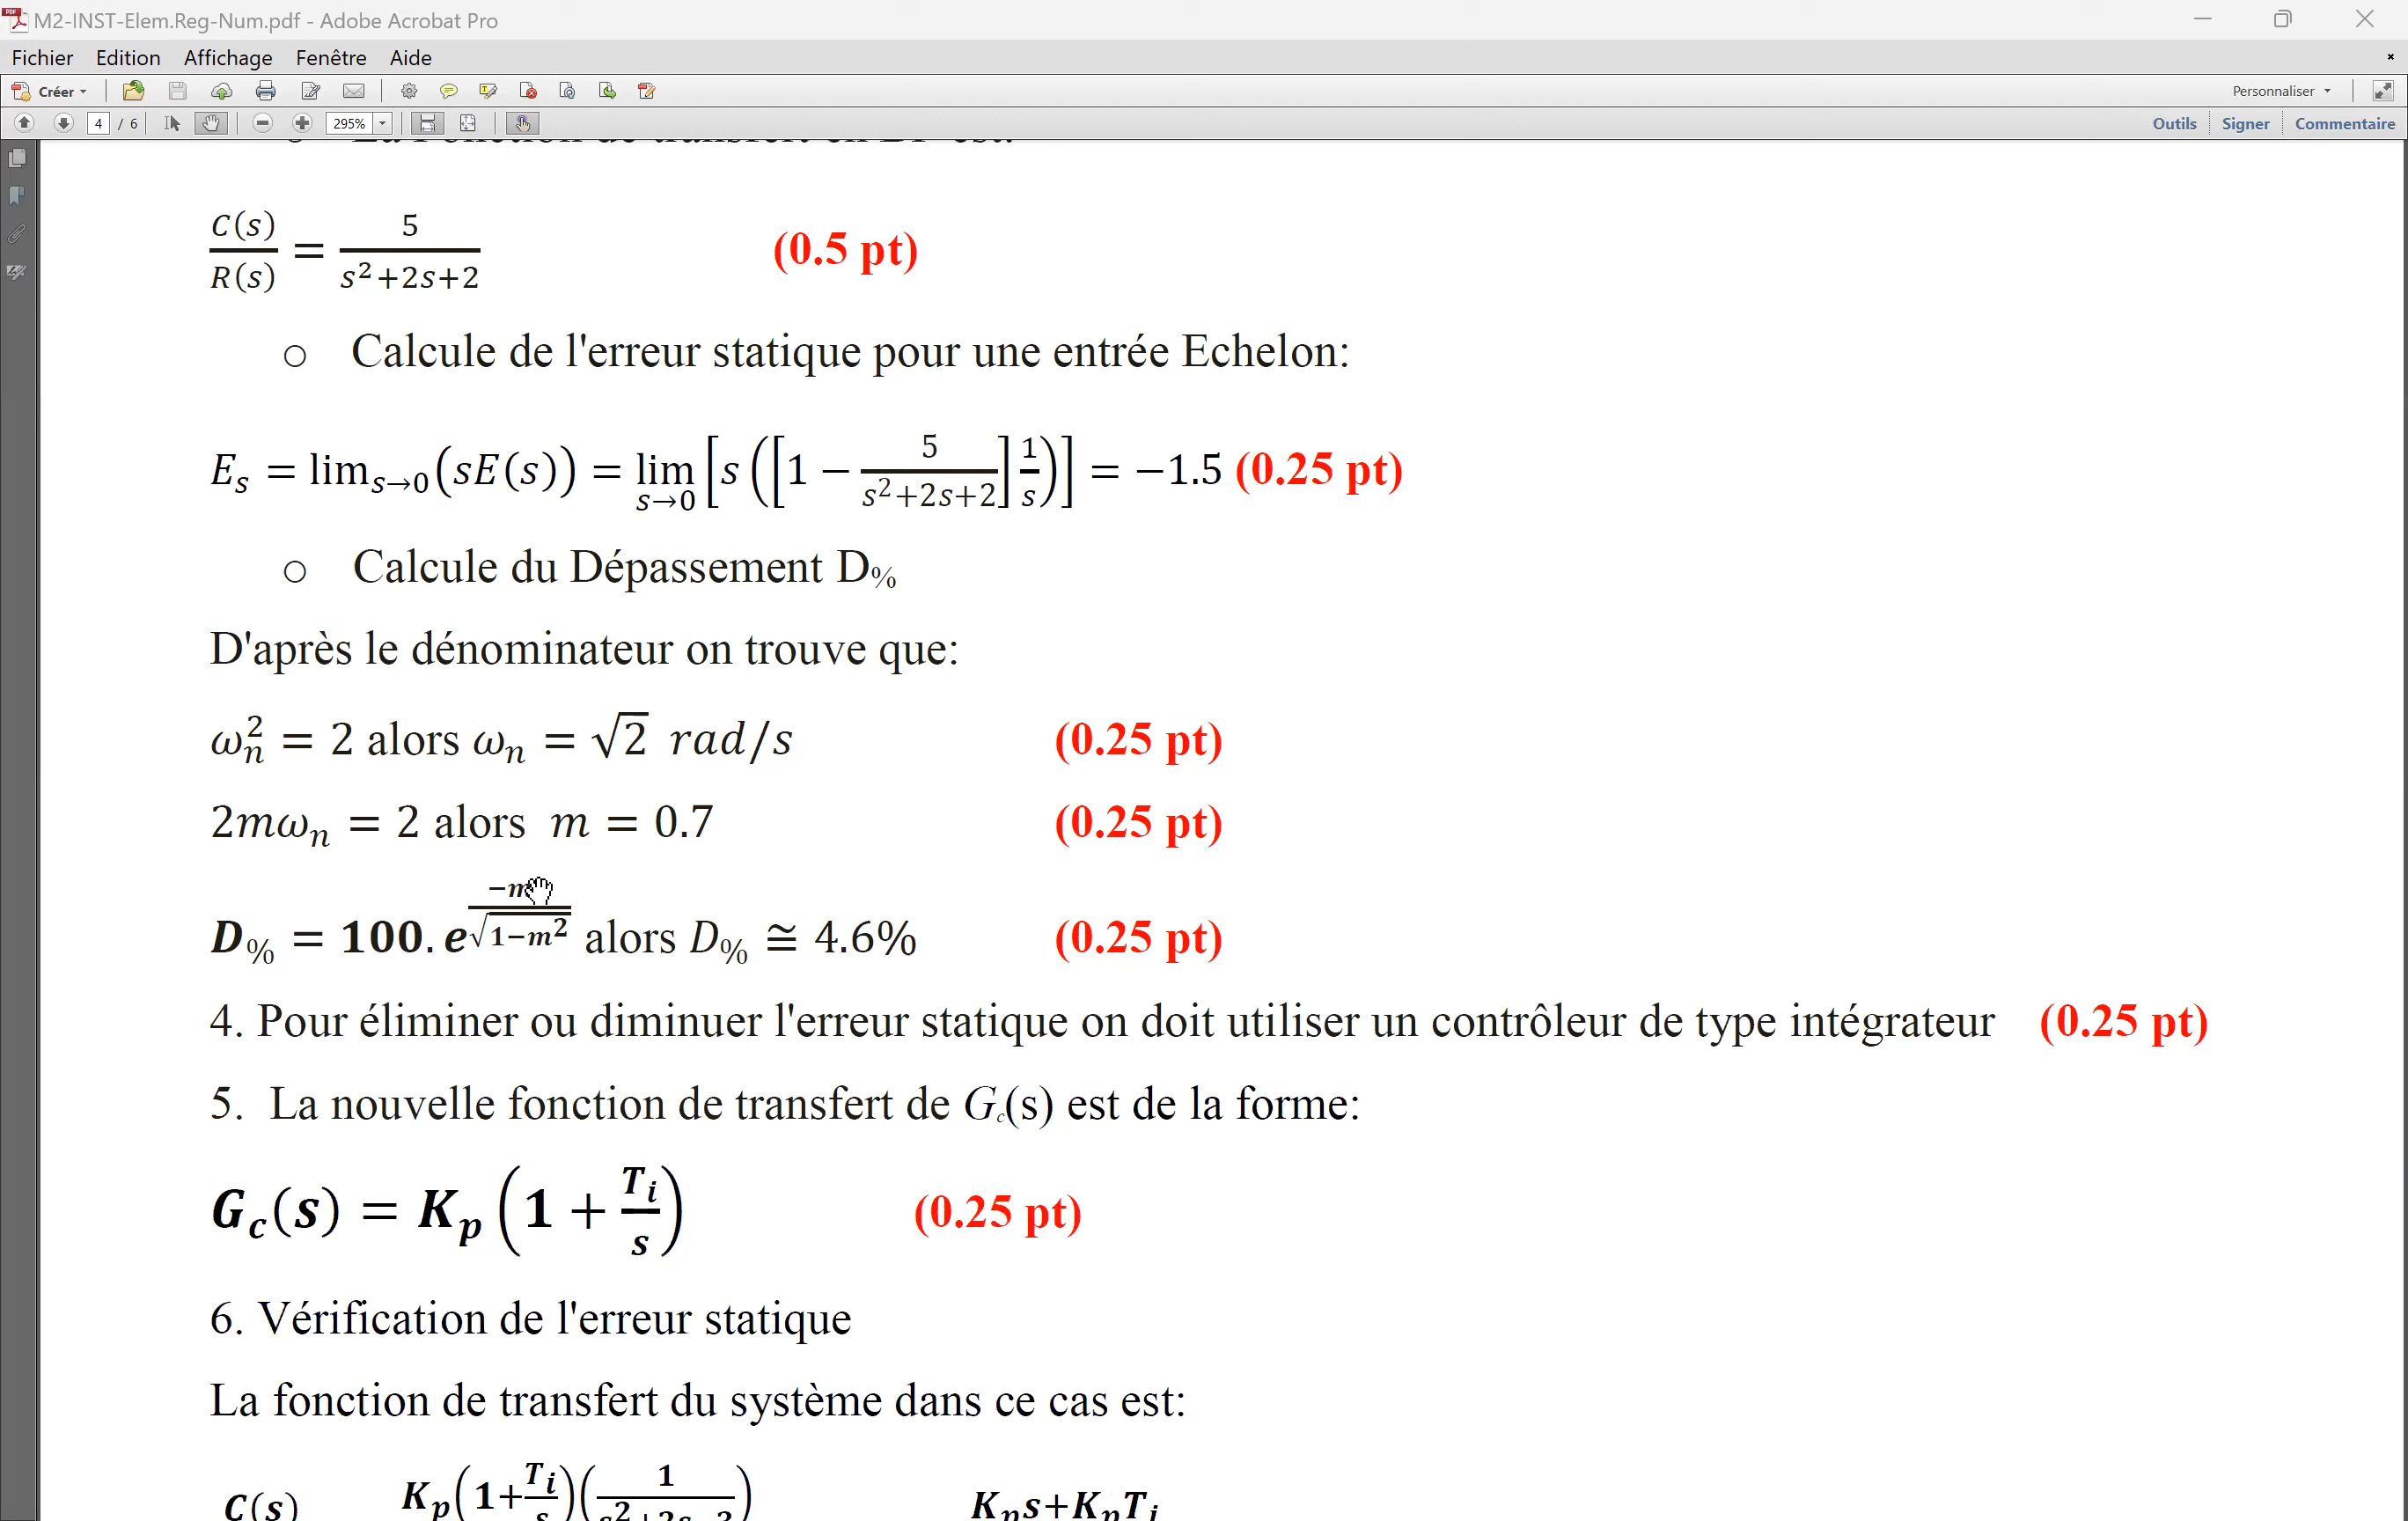 M2-INST-Elem.Reg-Num.pdf - Adobe Acrobat Pro
Fichier Edition Affichage Fenêtre Aide
Créer Personnaliser
4 / 6 295% Outils Signer Commentaire
C(s)/R(s) = 5/(s²+2s+2) (0.5 pt)
○ Calcule de l'erreur statique pour une entrée Echelon:
E_s = lim_{s→0}(sE(s)) = lim_{s→0} [s([1 − 5/(s²+2s+2)] 1/s)] = −1.5 (0.25 pt)
○ Calcule du Dépassement D%
D'après le dénominateur on trouve que:
ω_n² = 2 alors ω_n = √2 rad/s (0.25 pt)
2mω_n = 2 alors m = 0.7 (0.25 pt)
D% = 100. e^{−m/√(1−m²)} alors D% ≅ 4.6% (0.25 pt)
4. Pour éliminer ou diminuer l'erreur statique on doit utiliser un contrôleur de type intégrateur (0.25 pt)
5. La nouvelle fonction de transfert de G_c(s) est de la forme:
G_c(s) = K_p(1 + T_i/s) (0.25 pt)
6. Vérification de l'erreur statique
La fonction de transfert du système dans ce cas est:
C(s) K_p(1+T_i/s)(1/ K_ps+K_pT_i